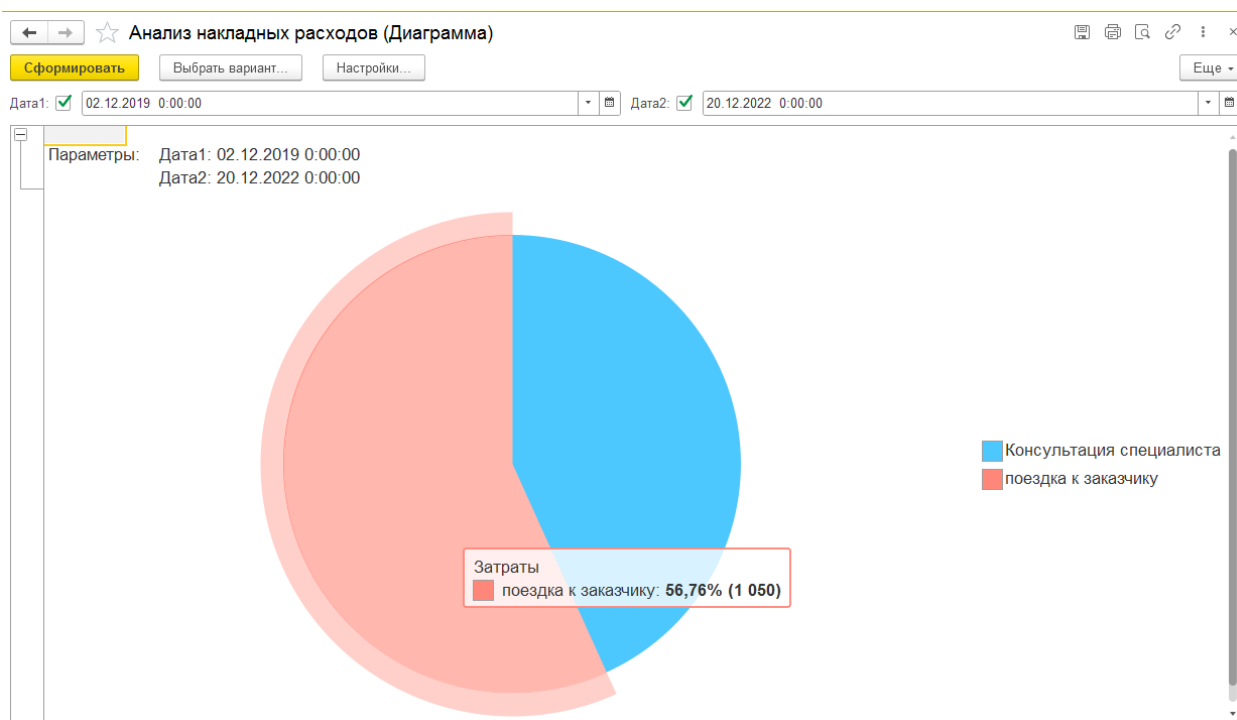 Анализ накладных расходов (Диаграмма)
Сформировать Выбрать вариант... Настройки... Еще
Дата1: 02.12.2019 0:00:00 Дата2: 20.12.2022 0:00:00
Параметры: Дата1: 02.12.2019 0:00:00
Дата2: 20.12.2022 0:00:00
Консультация специалиста
поездка к заказчику
Затраты
поездка к заказчику: 56,76% (1 050)